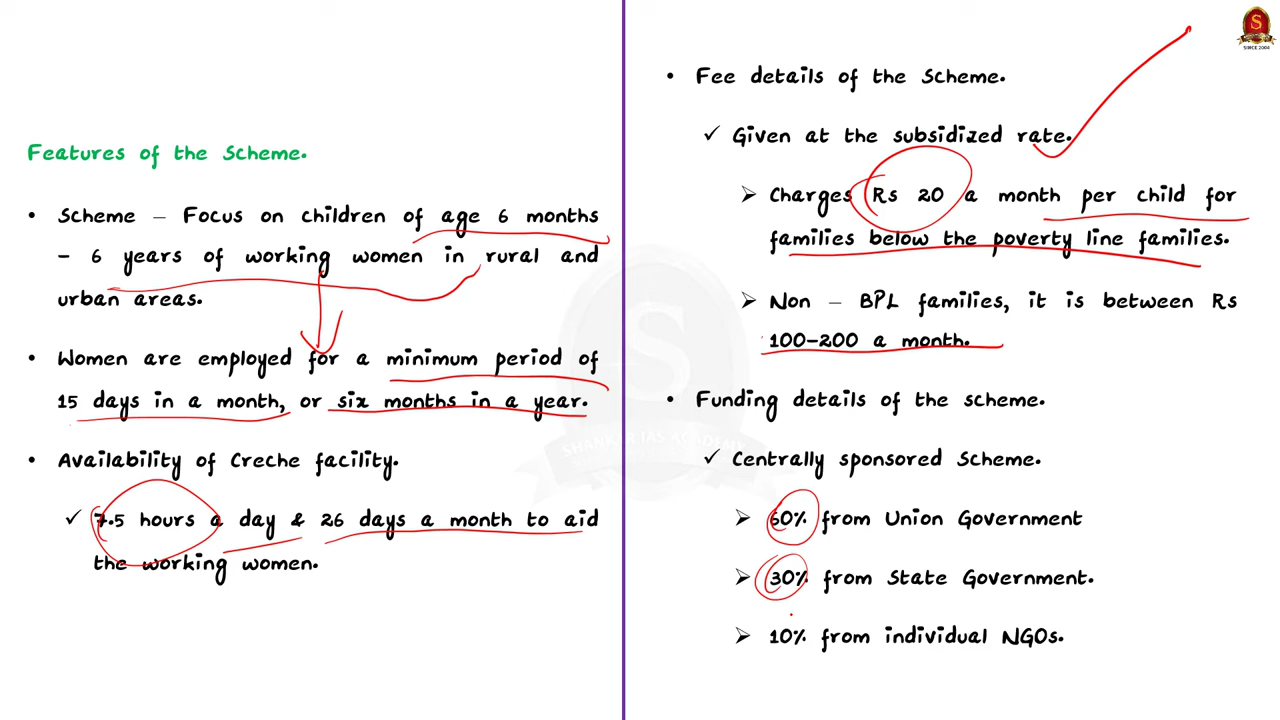 Features of the Scheme.
• Scheme – Focus on children of age 6 months
– 6 years of working women in rural and
urban areas.
• Women are employed for a minimum period of
15 days in a month, or six months in a year.
• Availability of Creche facility.
✓ 7.5 hours a day & 26 days a month to aid
the working women.
• Fee details of the Scheme.
✓ Given at the subsidized rate.
➢ Charges Rs 20 a month per child for
families below the poverty line families.
➢ Non – BPL families, it is between Rs
100-200 a month.
• Funding details of the scheme.
✓ Centrally sponsored Scheme.
➢ 60% from Union Government
➢ 30% from State Government.
➢ 10% from individual NGOs.
S
SINCE 2004
SHANKAR IAS ACADEMY